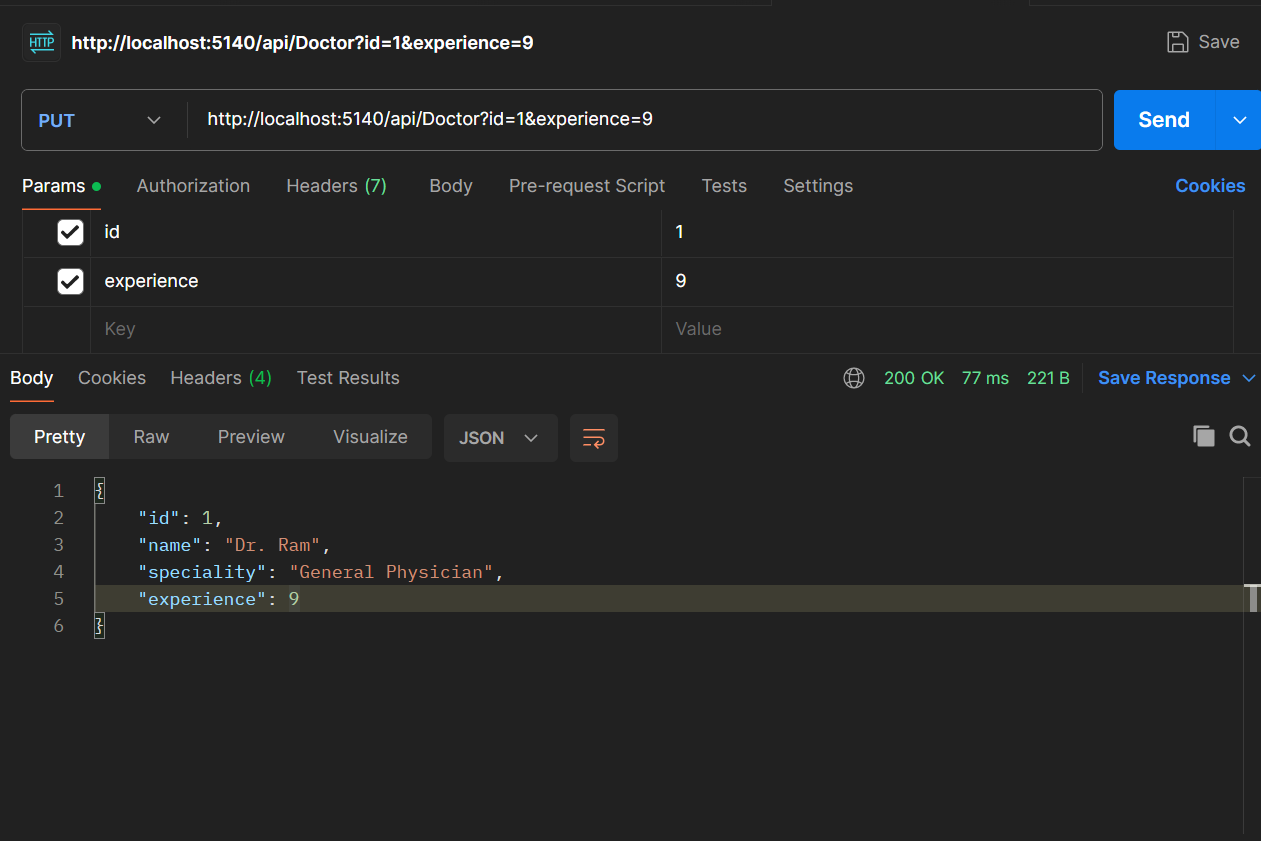 HTTP http://localhost:5140/api/Doctor?id=1&experience=9 Save
PUT http://localhost:5140/api/Doctor?id=1&experience=9 Send
Params Authorization Headers (7) Body Pre-request Script Tests Settings Cookies
id 1
experience 9
Key Value
Body Cookies Headers (4) Test Results 200 OK 77 ms 221 B Save Response
Pretty Raw Preview Visualize JSON
1 {
2 "id": 1,
3 "name": "Dr. Ram",
4 "speciality": "General Physician",
5 "experience": 9
6 }